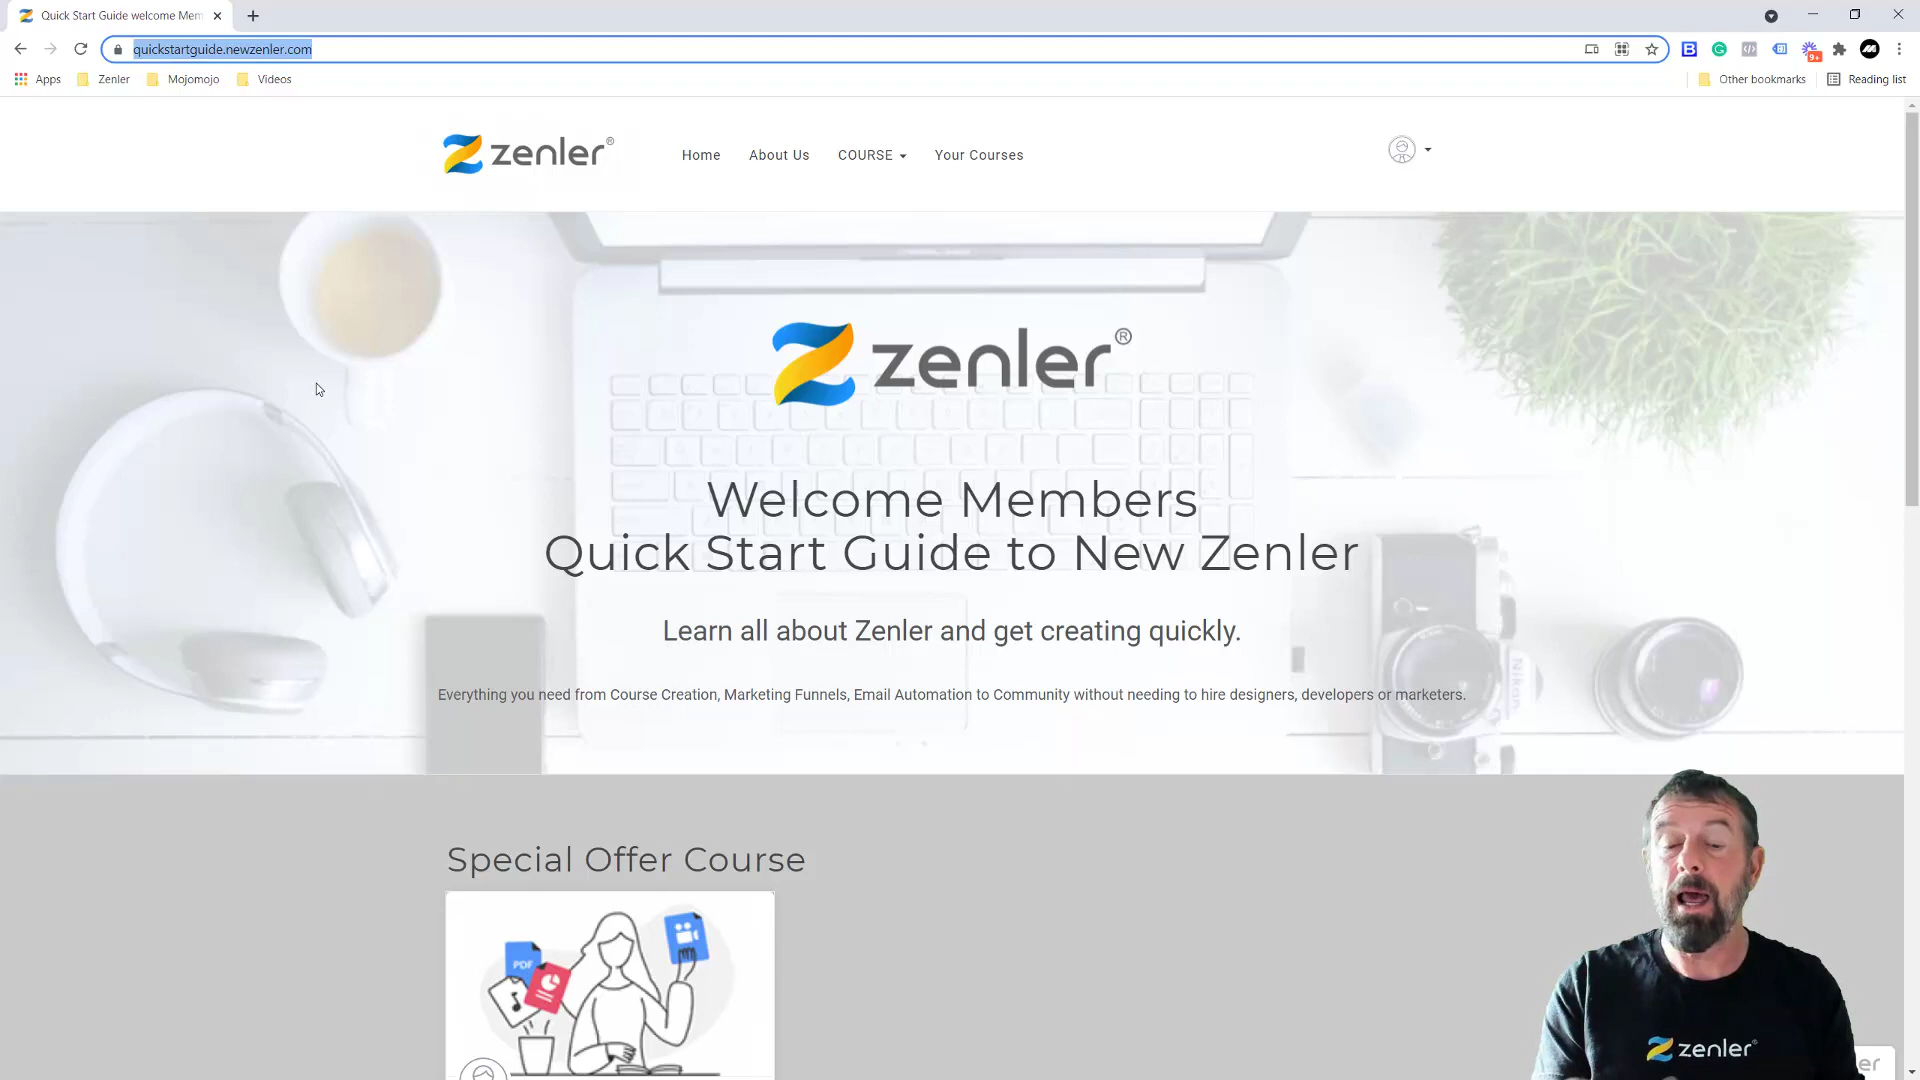 Quick Start Guide welcome Mem
quickstartguide.newzenler.com
9+
Apps
Zenler
Mojomojo
Videos
Other bookmarks
Reading list
zenler®
Home
About Us
COURSE
Your Courses
zenler®
Welcome Members
Quick Start Guide to New Zenler
Learn all about Zenler and get creating quickly.
Everything you need from Course Creation, Marketing Funnels, Email Automation to Community without needing to hire designers, developers or marketers.
Nikon
Special Offer Course
PDF
zenler®
er